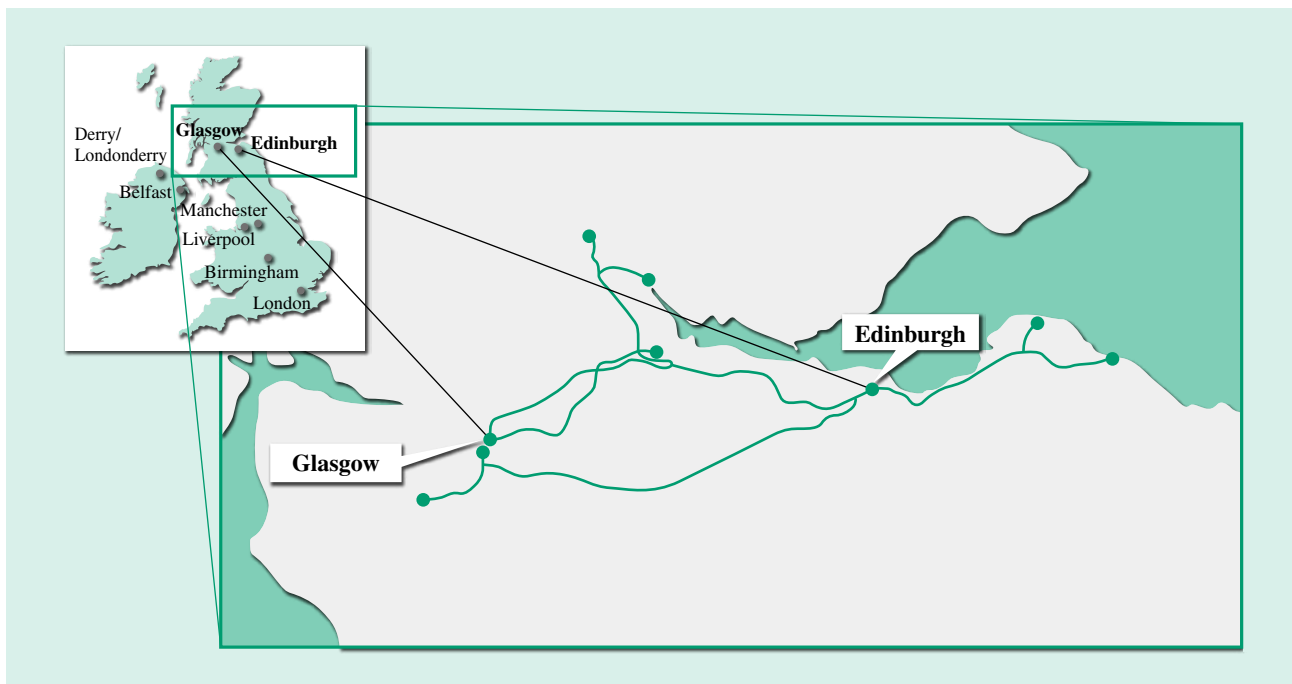 Glasgow
Edinburgh
Derry/
Londonderry
Belfast
Manchester
Liverpool
Birmingham
London
Edinburgh
Glasgow